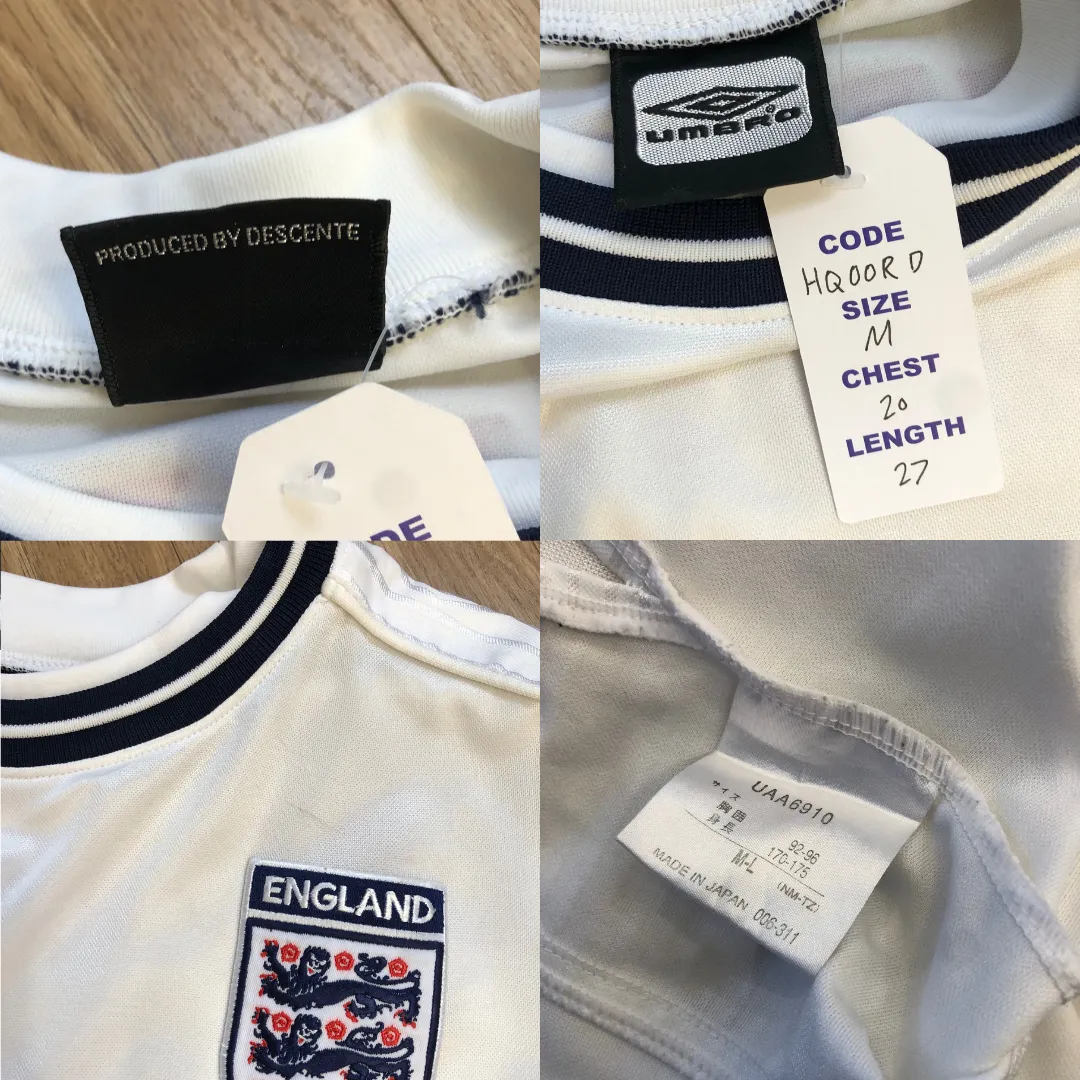 PRODUCED BY DESCENTE
DE
UMBRO
CODE
HQ00RD
SIZE
M
CHEST
20
LENGTH
27
ENGLAND
UAA6910
サイズ
胸囲 92-96
身長 170-175
M-L (NM-TZ)
MADE IN JAPAN 006-311